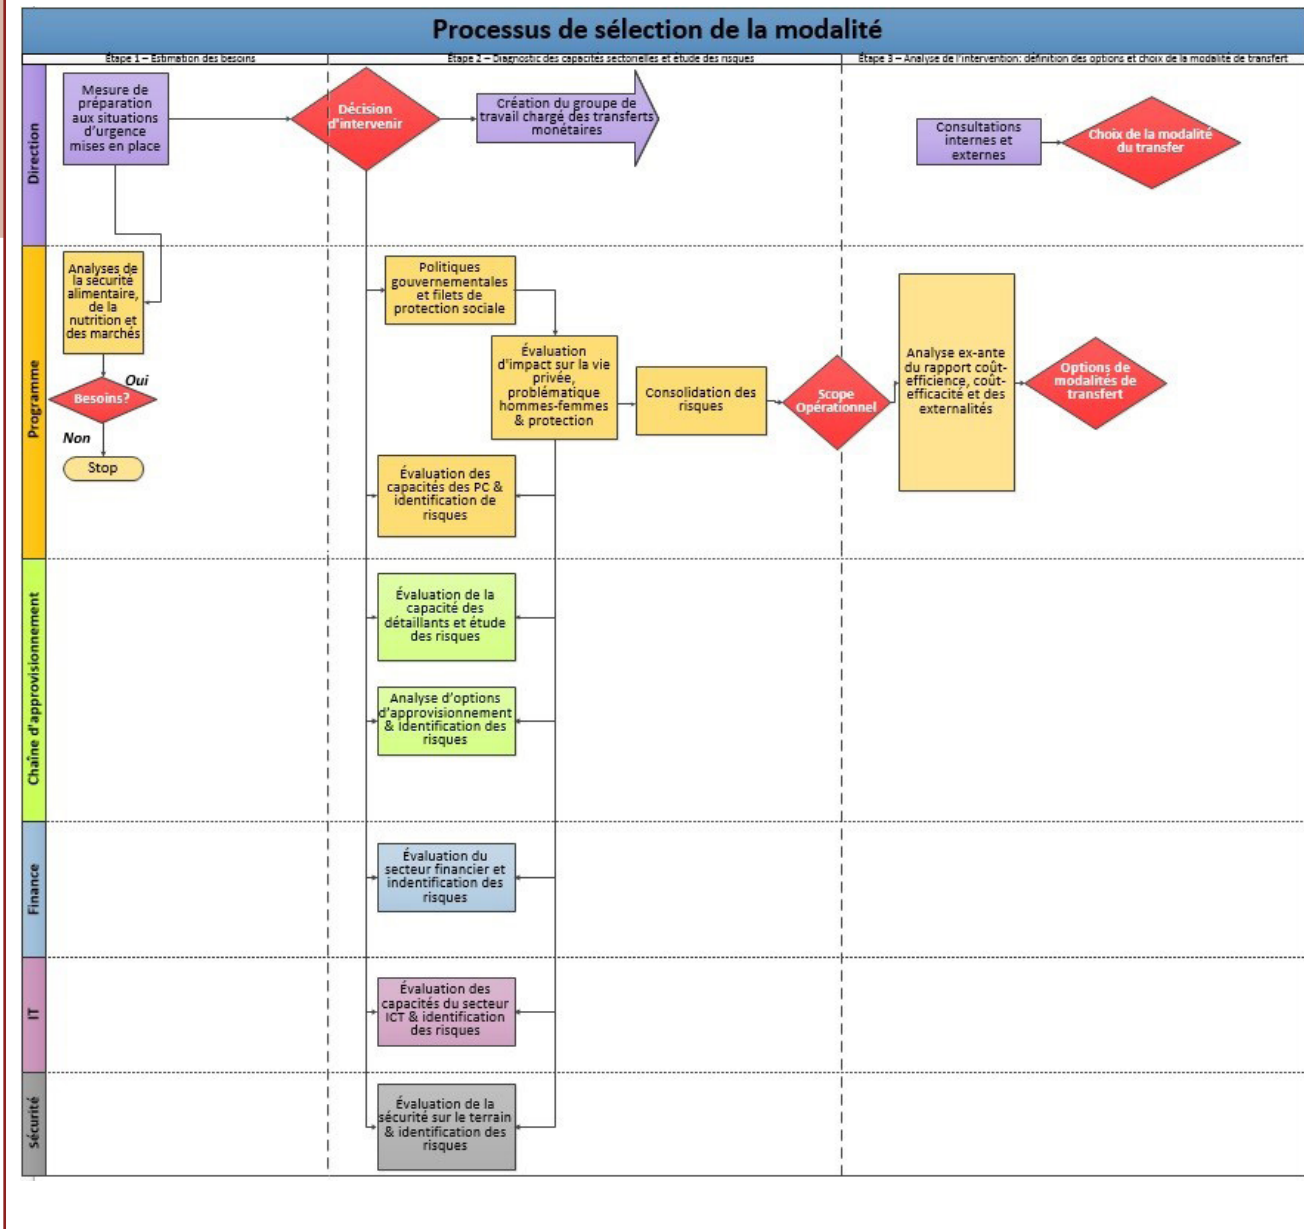 Processus de sélection de la modalité
Étape 1 – Estimation des besoins
Étape 2 – Diagnostic des capacités sectorielles et étude des risques
Étape 3 – Analyse de l'intervention: définition des options et choix de la modalité de transfert
Direction
Mesure de
préparation
aux situations
d'urgence
mises en place
Décision
d'intervenir
Création du groupe de
travail chargé des transferts
monétaires
Consultations
internes et
externes
Choix de la modalité
du transfer
Programme
Analyses de
la sécurité
alimentaire,
de la
nutrition et
des marchés
Oui
Besoins?
Non
Stop
Politiques
gouvernementales
et filets de
protection sociale
Évaluation
d'impact sur la vie
privée,
problématique
hommes-femmes
& protection
Consolidation des
risques
Scope
Opérationnel
Analyse ex-ante
du rapport coût-
efficience, coût-
efficacité et des
externalités
Options de
modalités de
transfert
Évaluation des
capacités des PC &
identification de
risques
Chaîne d'approvisionnement
Évaluation de la
capacité des
détaillants et étude
des risques
Analyse d'options
d'approvisionnement
& identification des
risques
Finance
Évaluation du
secteur financier et
indentification des
risques
IT
Évaluation des
capacités du secteur
ICT & identification
des risques
Sécurité
Évaluation de la
sécurité sur le terrain
& identification des
risques